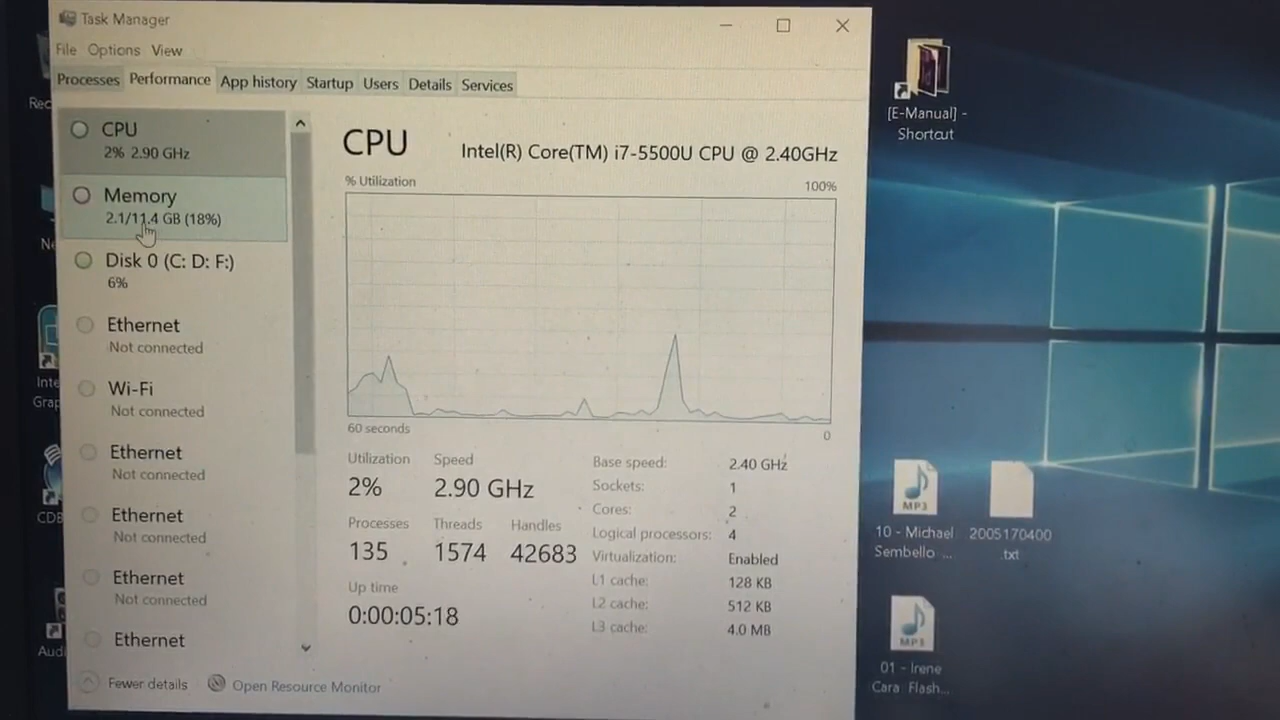 Task Manager
File Options View
Processes Performance App history Startup Users Details Services
CPU
2% 2.90 GHz
Memory
2.1/11.4 GB (18%)
Disk 0 (C: D: F:)
6%
Ethernet
Not connected
Wi-Fi
Not connected
Ethernet
Not connected
Ethernet
Not connected
Ethernet
Not connected
Ethernet
Fewer details
Open Resource Monitor
CPU
Intel(R) Core(TM) i7-5500U CPU @ 2.40GHz
% Utilization
100%
60 seconds
0
Utilization Speed
2% 2.90 GHz
Processes Threads Handles
135 1574 42683
Up time
0:00:05:18
Base speed: 2.40 GHz
Sockets: 1
Cores: 2
Logical processors: 4
Virtualization: Enabled
L1 cache: 128 KB
L2 cache: 512 KB
L3 cache: 4.0 MB
Rec
Ne
Inte
Grap
CDB
Audi
[E-Manual] -
Shortcut
MP3
10 - Michael
Sembello ...
2005170400
.txt
MP3
01 - Irene
Cara Flash...